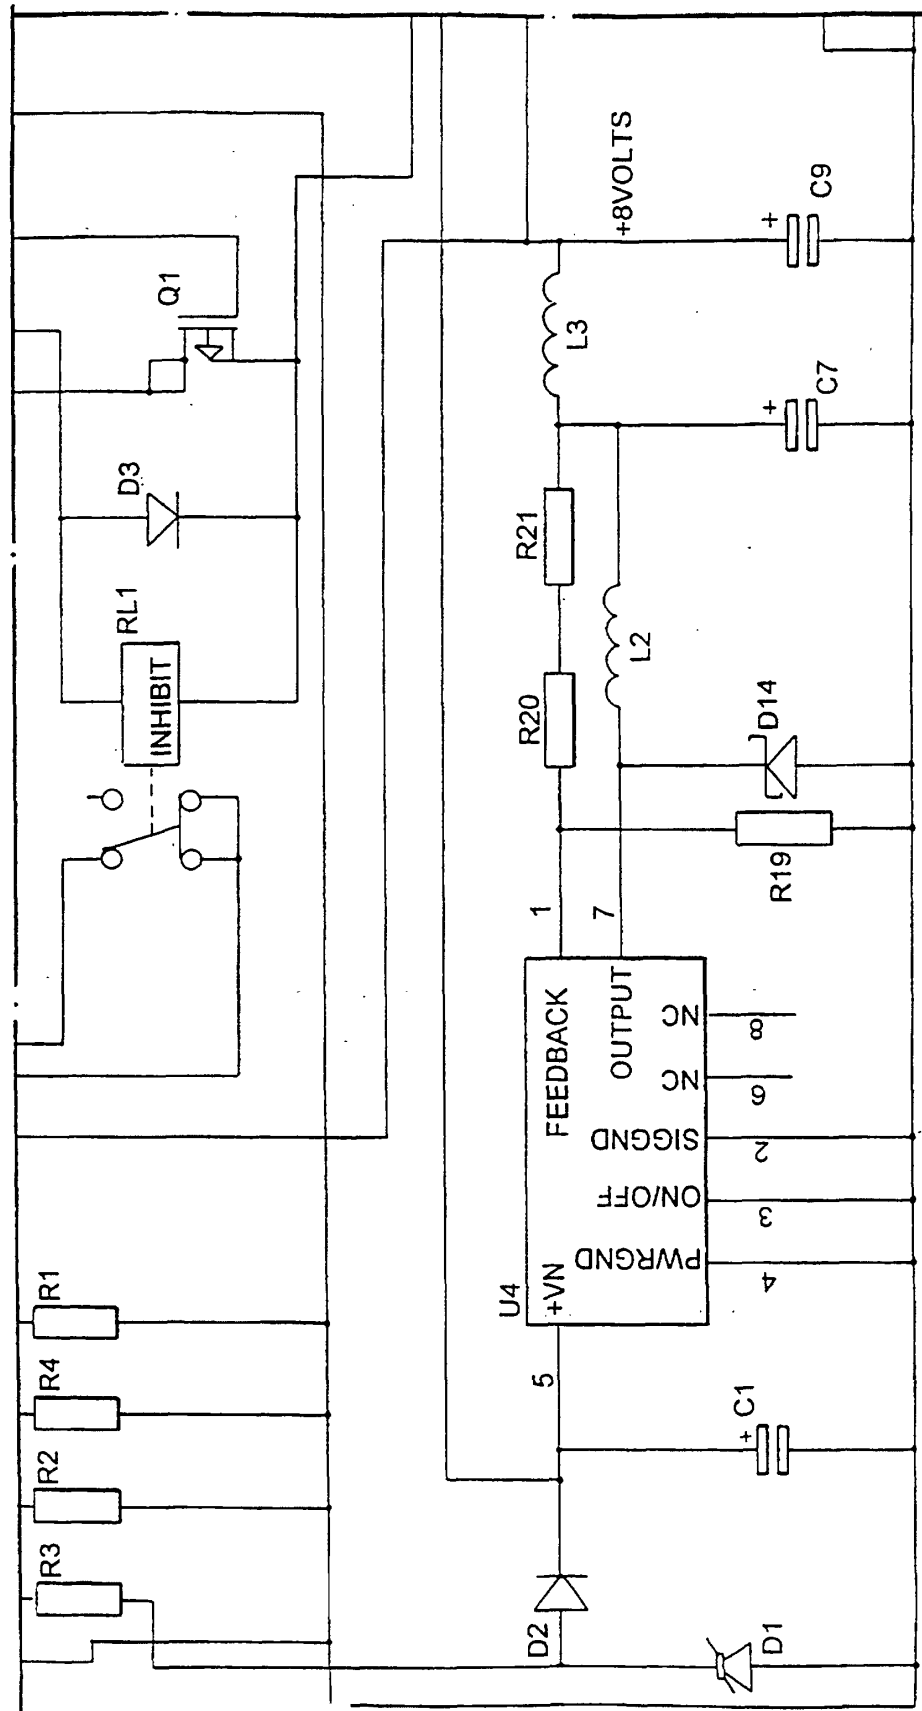 R3
R2
R4
R1
RL1
INHIBIT
D3
Q1
D2
D1
5
+
C1
U4
+VN
FEEDBACK
OUTPUT
PWRGND
ON/OFF
SIGGND
NC
NC
4
3
2
6
8
1
7
R20
R21
L3
L2
R19
D14
+
C7
+8VOLTS
+
C9